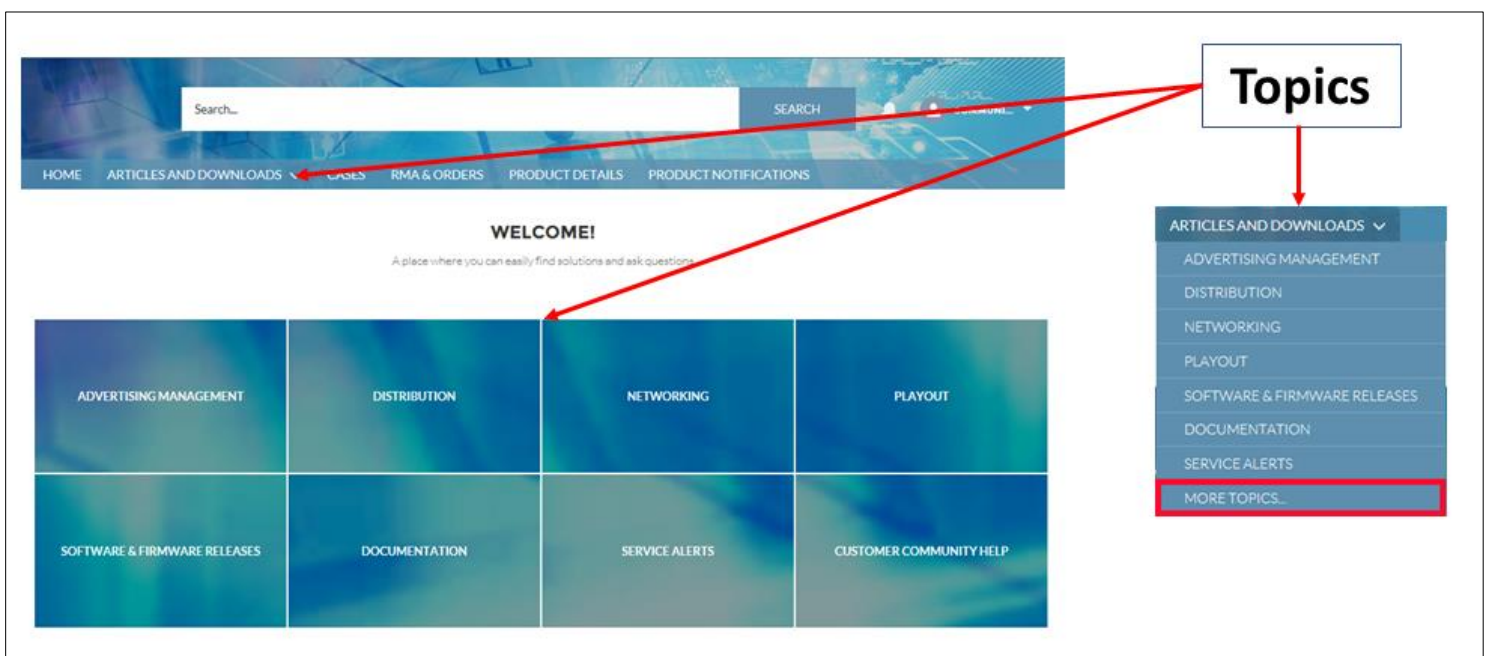 Topics
Search...
SEARCH
HOME ARTICLES AND DOWNLOADS CASES RMA & ORDERS PRODUCT DETAILS PRODUCT NOTIFICATIONS
WELCOME!
A place where you can easily find solutions and ask questions
ADVERTISING MANAGEMENT DISTRIBUTION NETWORKING PLAYOUT
SOFTWARE & FIRMWARE RELEASES DOCUMENTATION SERVICE ALERTS CUSTOMER COMMUNITY HELP
ARTICLES AND DOWNLOADS
ADVERTISING MANAGEMENT
DISTRIBUTION
NETWORKING
PLAYOUT
SOFTWARE & FIRMWARE RELEASES
DOCUMENTATION
SERVICE ALERTS
MORE TOPICS...